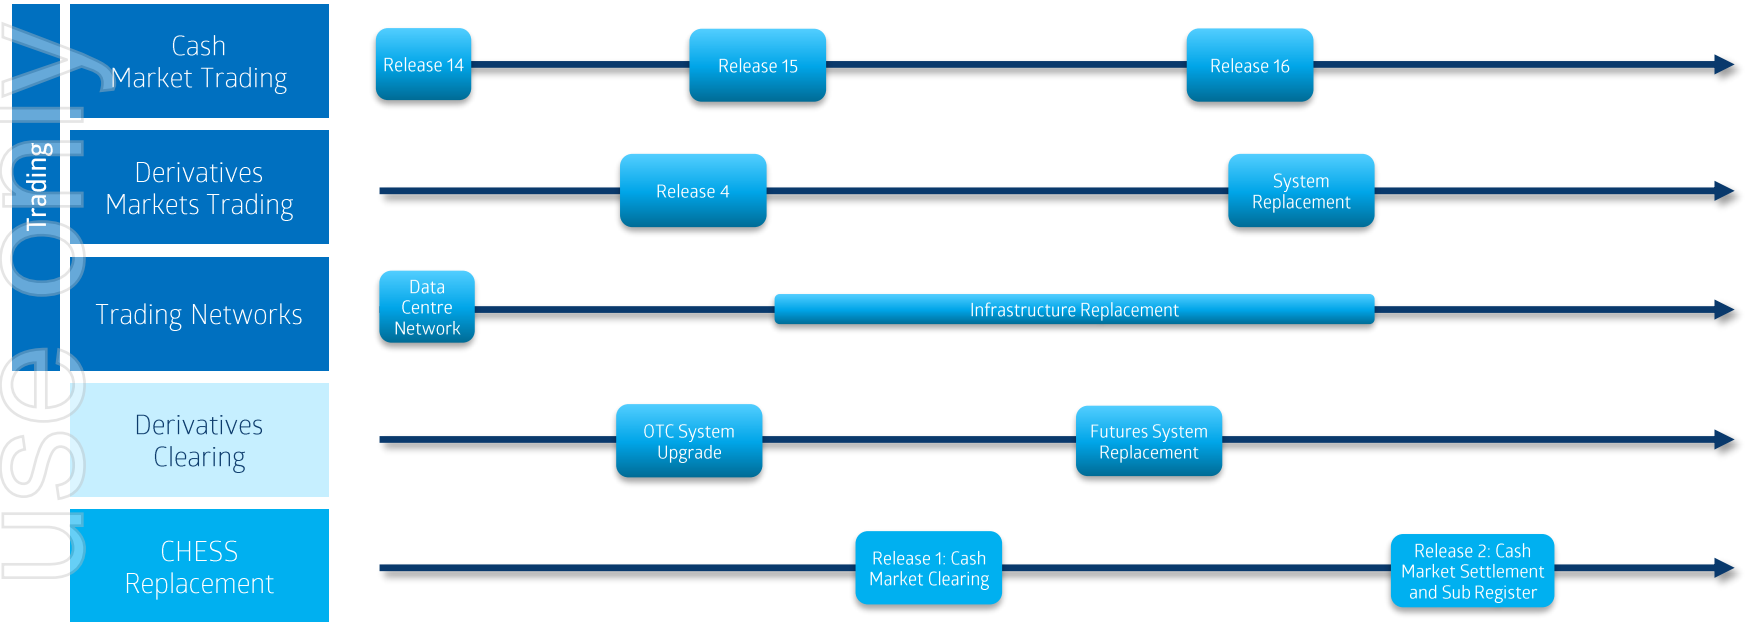 use only
Trading
Cash
Market Trading
Release 14
Release 15
Release 16
Derivatives
Markets Trading
Release 4
System
Replacement
Trading Networks
Data
Centre
Network
Infrastructure Replacement
Derivatives
Clearing
OTC System
Upgrade
Futures System
Replacement
CHESS
Replacement
Release 1: Cash
Market Clearing
Release 2: Cash
Market Settlement
and Sub Register